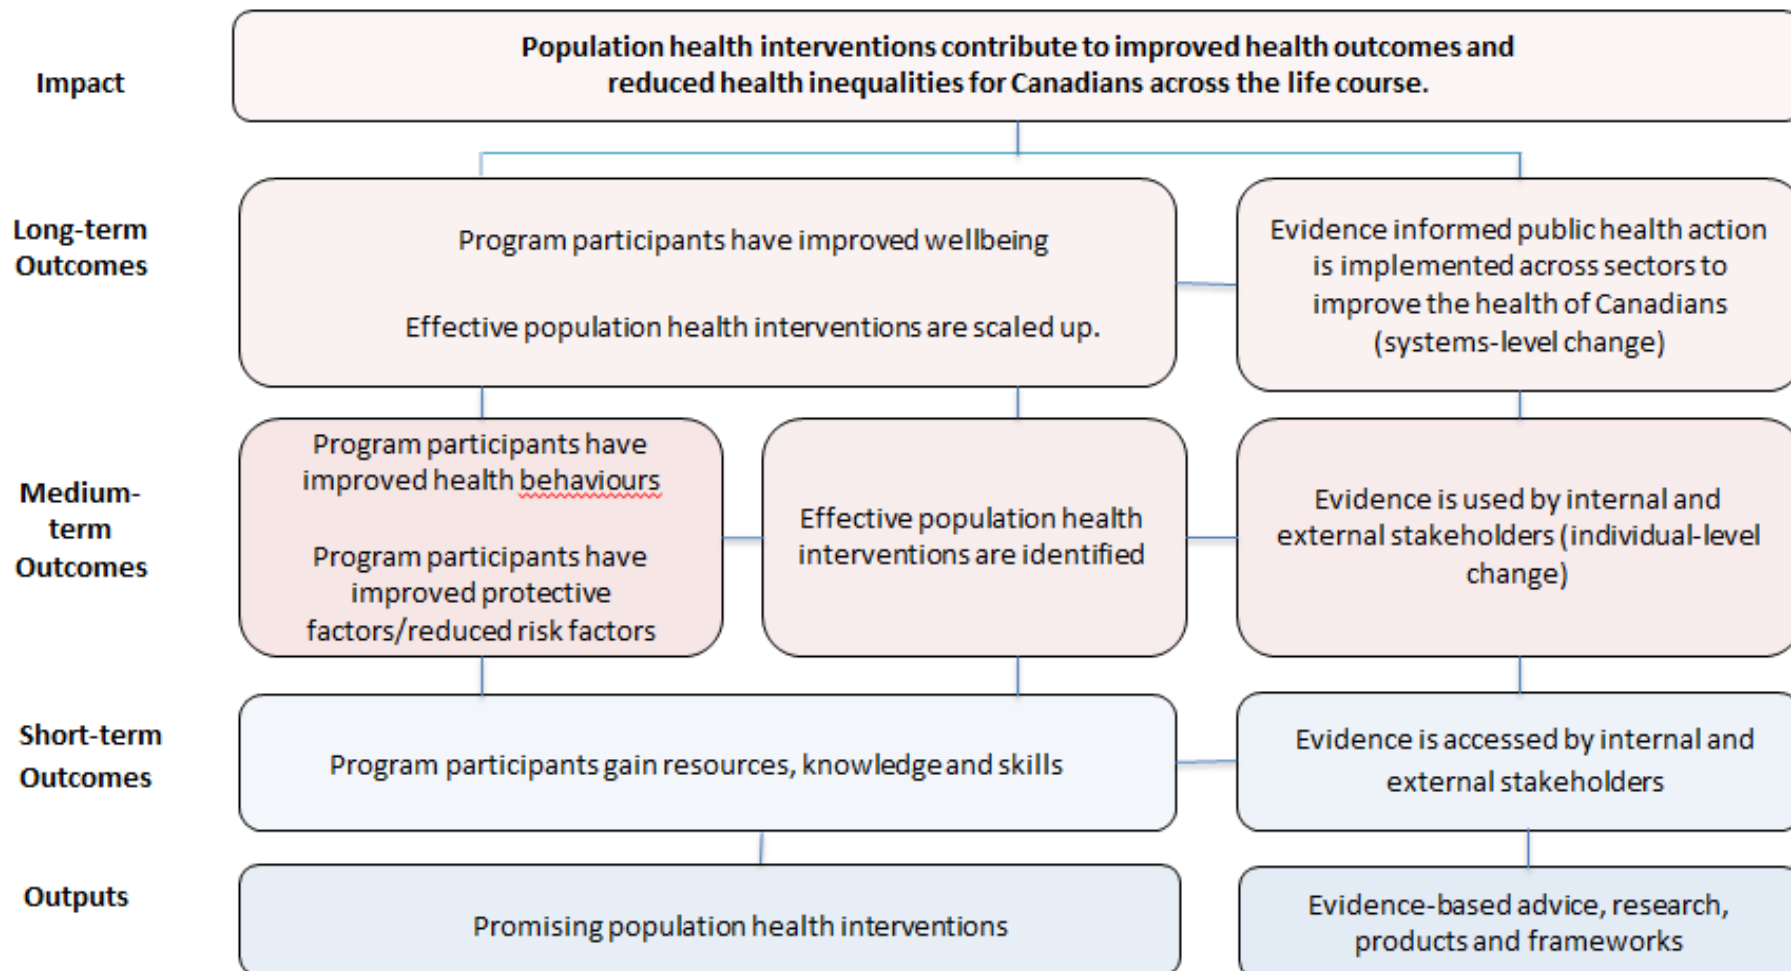 Impact
Population health interventions contribute to improved health outcomes and
reduced health inequalities for Canadians across the life course.
Long-term
Outcomes
Program participants have improved wellbeing
Effective population health interventions are scaled up.
Evidence informed public health action
is implemented across sectors to
improve the health of Canadians
(systems-level change)
Medium-
term
Outcomes
Program participants have
improved health behaviours
Program participants have
improved protective
factors/reduced risk factors
Effective population health
interventions are identified
Evidence is used by internal and
external stakeholders (individual-level
change)
Short-term
Outcomes
Program participants gain resources, knowledge and skills
Evidence is accessed by internal and
external stakeholders
Outputs
Promising population health interventions
Evidence-based advice, research,
products and frameworks